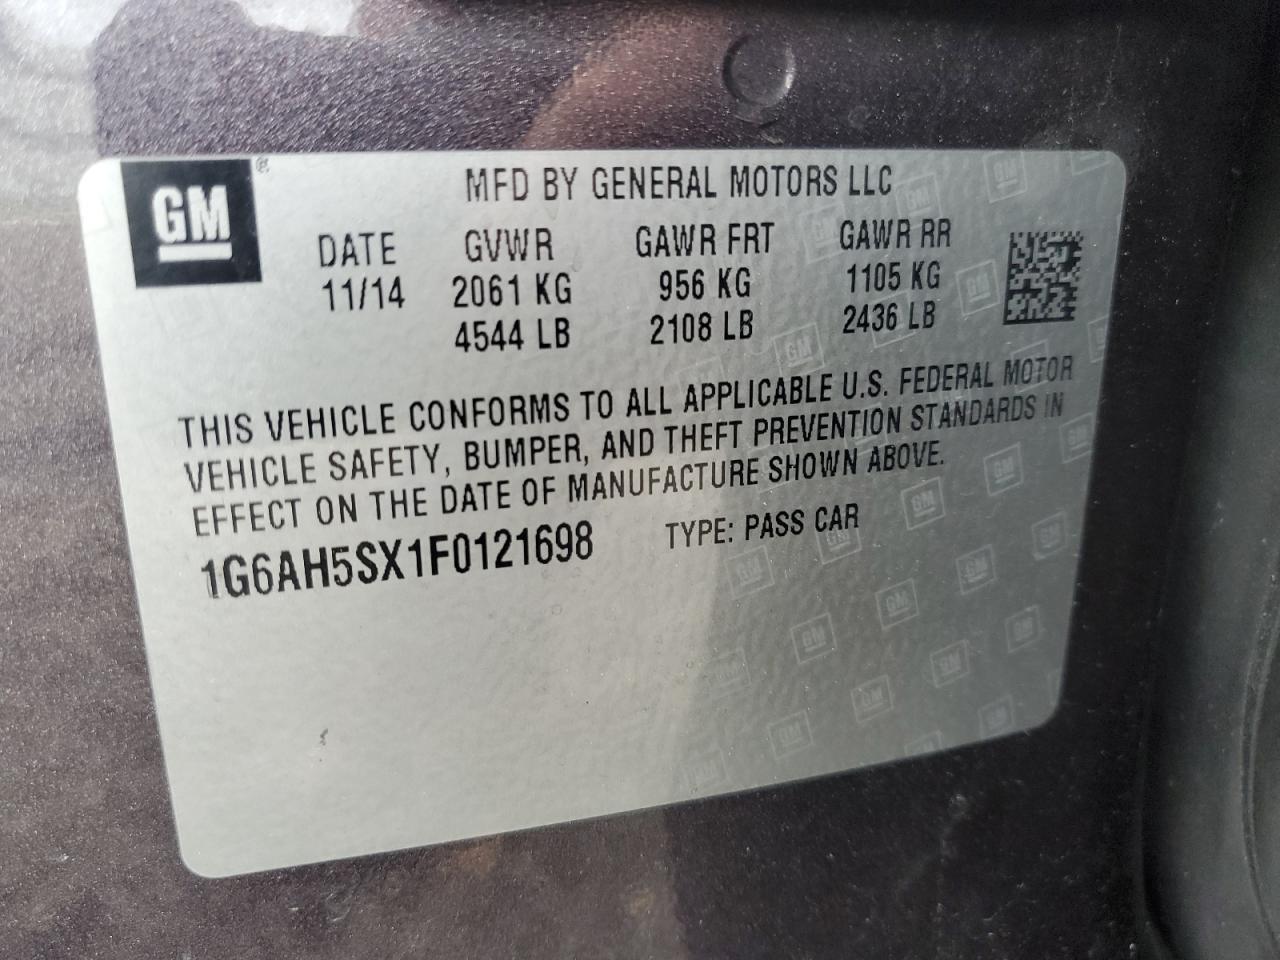 GM
MFD BY GENERAL MOTORS LLC
DATE GVWR GAWR FRT GAWR RR
11/14 2061 KG 956 KG 1105 KG
4544 LB 2108 LB 2436 LB
THIS VEHICLE CONFORMS TO ALL APPLICABLE U.S. FEDERAL MOTOR
VEHICLE SAFETY, BUMPER, AND THEFT PREVENTION STANDARDS IN
EFFECT ON THE DATE OF MANUFACTURE SHOWN ABOVE.
1G6AH5SX1F0121698 TYPE: PASS CAR